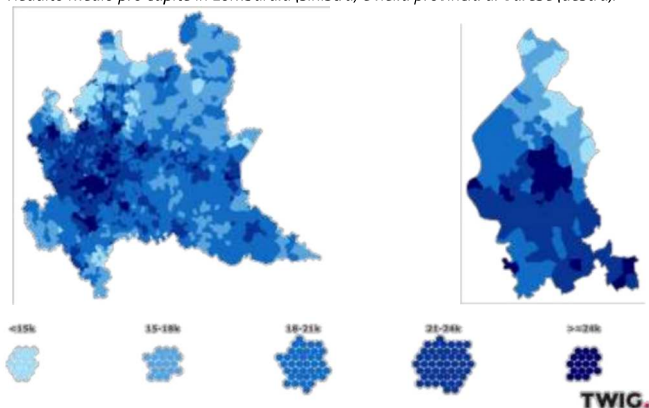 Reddito medio pro capite in Lombardia (sinistra) e nella provincia di Varese (destra).
<15k
15-18k
18-21k
21-24k
>=24k
TWIG.